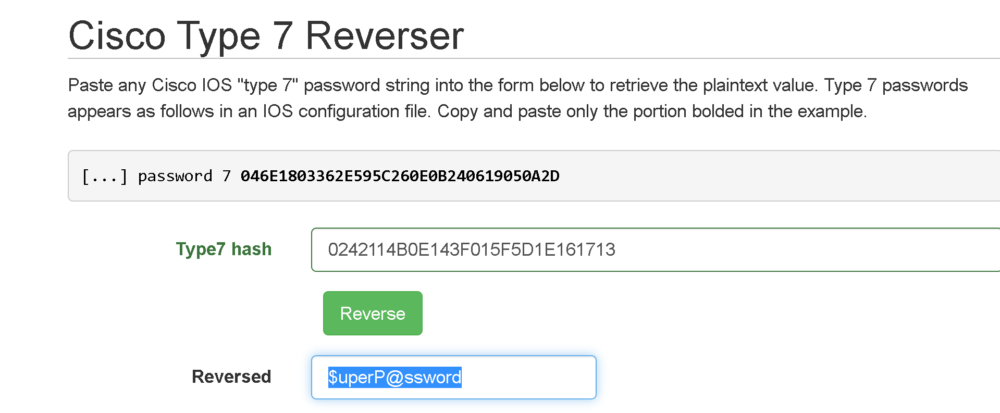 Cisco Type 7 Reverser
Paste any Cisco IOS "type 7" password string into the form below to retrieve the plaintext value. Type 7 passwords
appears as follows in an IOS configuration file. Copy and paste only the portion bolded in the example.
[...] password 7 046E1803362E595C260E0B240619050A2D
Type7 hash 0242114B0E143F015F5D1E161713
Reverse
Reversed $uperP@ssword